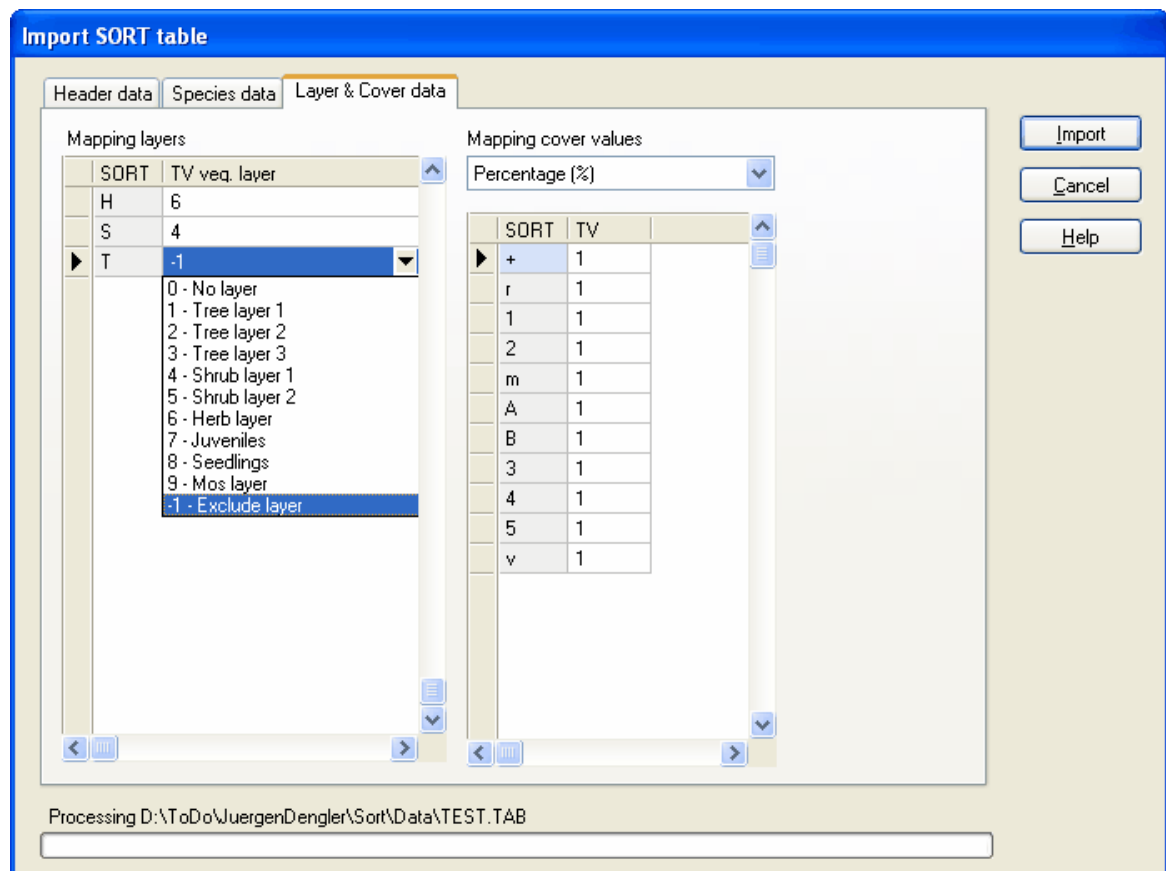 Import SORT table
Header data Species data Layer & Cover data
Mapping layers
SORT TV veg. layer
H 6
S 4
T -1
0 - No layer
1 - Tree layer 1
2 - Tree layer 2
3 - Tree layer 3
4 - Shrub layer 1
5 - Shrub layer 2
6 - Herb layer
7 - Juveniles
8 - Seedlings
9 - Mos layer
-1 - Exclude layer
Mapping cover values
Percentage (%)
SORT TV
+ 1
r 1
1 1
2 1
m 1
A 1
B 1
3 1
4 1
5 1
v 1
Import
Cancel
Help
Processing D:\ToDo\JuergenDengler\Sort\Data\TEST.TAB